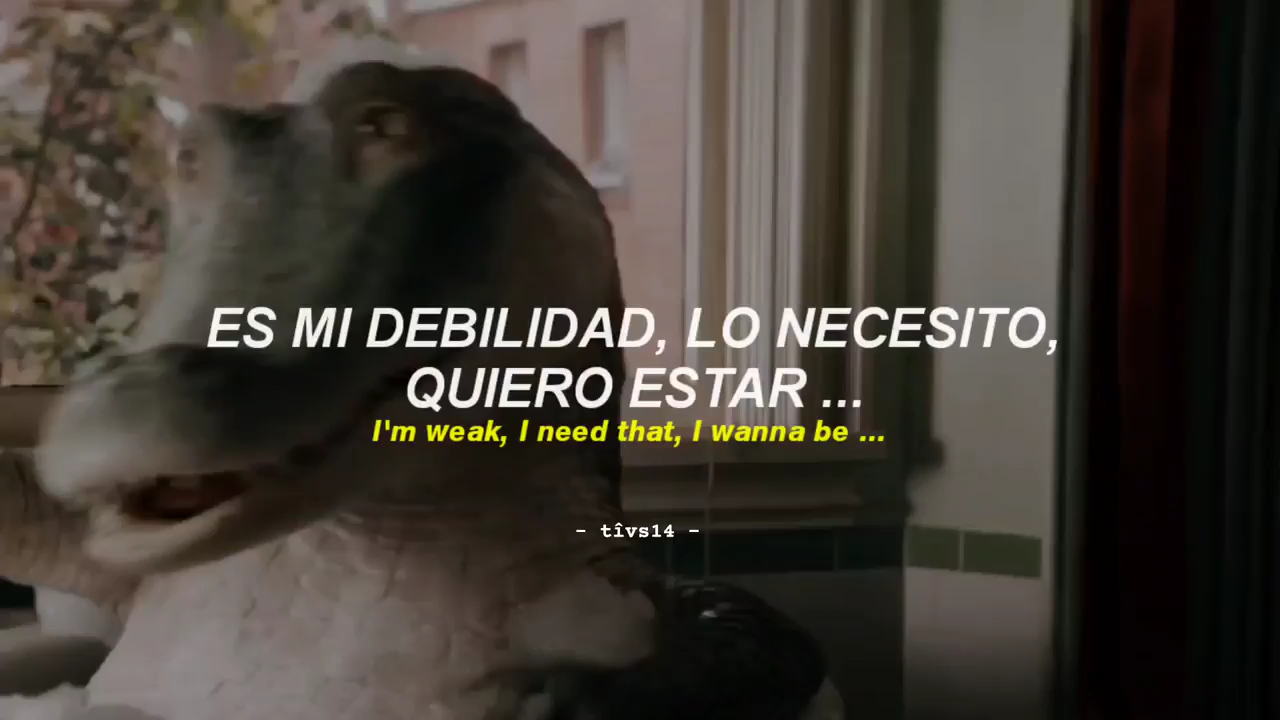 ES MI DEBILIDAD, LO NECESITO,
QUIERO ESTAR ...
I'm weak, I need that, I wanna be ...
- tîvs14 -